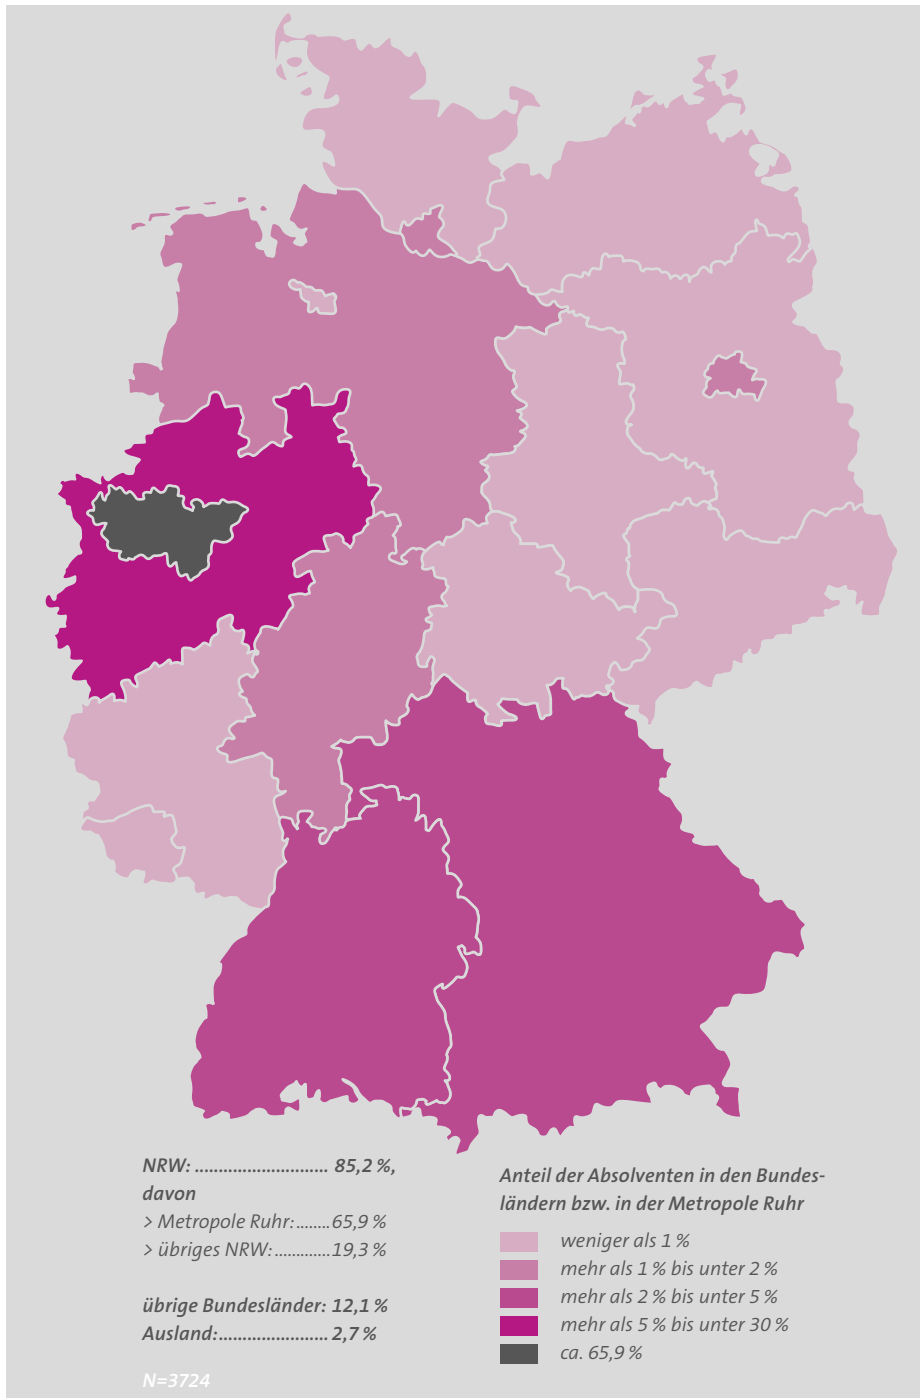 NRW: ............................ 85,2 %,
davon
> Metropole Ruhr: ........ 65,9 %
> übriges NRW: ............. 19,3 %
übrige Bundesländer: 12,1 %
Ausland: ....................... 2,7 %
N=3724
Anteil der Absolventen in den Bundes-
ländern bzw. in der Metropole Ruhr
weniger als 1 %
mehr als 1 % bis unter 2 %
mehr als 2 % bis unter 5 %
mehr als 5 % bis unter 30 %
ca. 65,9 %